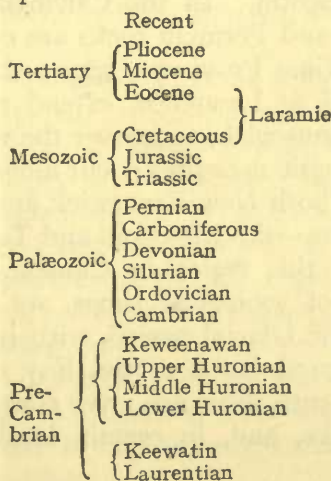 Recent
Pliocene
Tertiary Miocene
Eocene
Laramie
Cretaceous
Mesozoic Jurassic
Triassic
Permian
Carboniferous
Palæozoic Devonian
Silurian
Ordovician
Cambrian
Keweenawan
Upper Huronian
Pre- Middle Huronian
Cam- Lower Huronian
brian
Keewatin
Laurentian